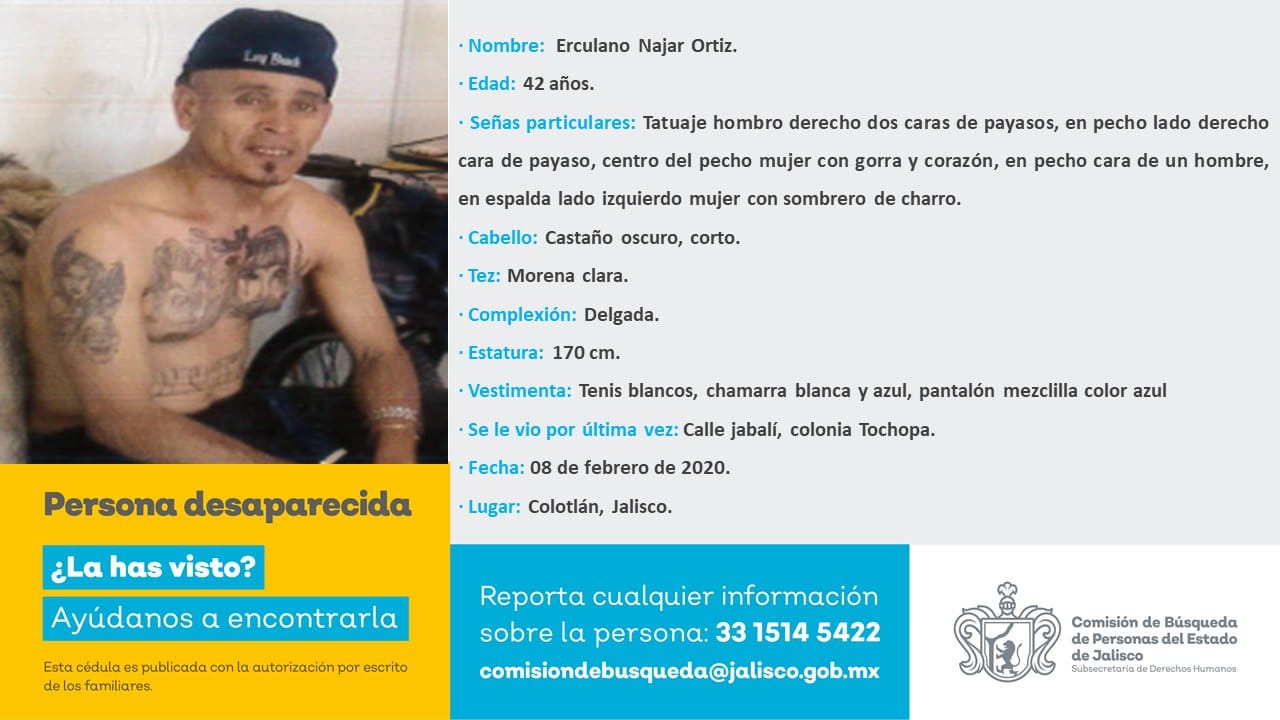 Long Beach
· Nombre: Erculano Najar Ortiz.
· Edad: 42 años.
· Señas particulares: Tatuaje hombro derecho dos caras de payasos, en pecho lado derecho
cara de payaso, centro del pecho mujer con gorra y corazón, en pecho cara de un hombre,
en espalda lado izquierdo mujer con sombrero de charro.
· Cabello: Castaño oscuro, corto.
· Tez: Morena clara.
· Complexión: Delgada.
· Estatura: 170 cm.
· Vestimenta: Tenis blancos, chamarra blanca y azul, pantalón mezclilla color azul
· Se le vio por última vez: Calle jabalí, colonia Tochopa.
· Fecha: 08 de febrero de 2020.
· Lugar: Colotlán, Jalisco.
Persona desaparecida
¿La has visto?
Ayúdanos a encontrarla
Esta cédula es publicada con la autorización por escrito
de los familiares.
Reporta cualquier información
sobre la persona: 33 1514 5422
comisiondebusqueda@jalisco.gob.mx
Comisión de Búsqueda
de Personas del Estado
de Jalisco
Subsecretaría de Derechos Humanos